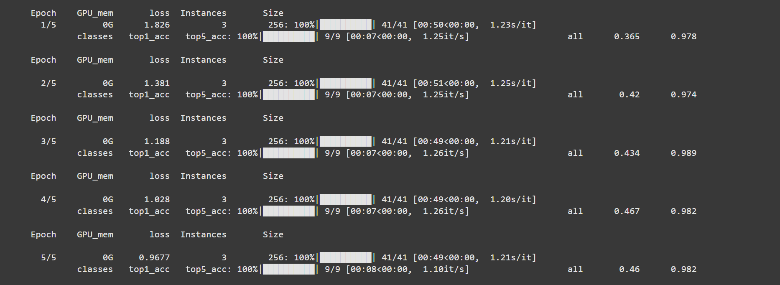 Epoch GPU_mem loss Instances Size
1/5 0G 1.826 3 256: 100%|██████████| 41/41 [00:50<00:00, 1.23s/it]
classes top1_acc top5_acc: 100%|██████████| 9/9 [00:07<00:00, 1.25it/s] all 0.365 0.978
Epoch GPU_mem loss Instances Size
2/5 0G 1.381 3 256: 100%|██████████| 41/41 [00:51<00:00, 1.25s/it]
classes top1_acc top5_acc: 100%|██████████| 9/9 [00:07<00:00, 1.25it/s] all 0.42 0.974
Epoch GPU_mem loss Instances Size
3/5 0G 1.188 3 256: 100%|██████████| 41/41 [00:49<00:00, 1.21s/it]
classes top1_acc top5_acc: 100%|██████████| 9/9 [00:07<00:00, 1.26it/s] all 0.434 0.989
Epoch GPU_mem loss Instances Size
4/5 0G 1.028 3 256: 100%|██████████| 41/41 [00:49<00:00, 1.20s/it]
classes top1_acc top5_acc: 100%|██████████| 9/9 [00:07<00:00, 1.26it/s] all 0.467 0.982
Epoch GPU_mem loss Instances Size
5/5 0G 0.9677 3 256: 100%|██████████| 41/41 [00:49<00:00, 1.21s/it]
classes top1_acc top5_acc: 100%|██████████| 9/9 [00:08<00:00, 1.10it/s] all 0.46 0.982